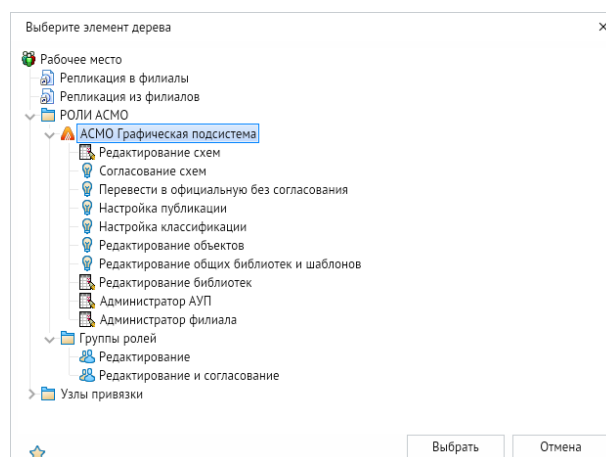 Выберите элемент дерева
Рабочее место
Репликация в филиалы
Репликация из филиалов
РОЛИ АСМО
АСМО Графическая подсистема
Редактирование схем
Согласование схем
Перевести в официальную без согласования
Настройка публикации
Настройка классификации
Редактирование объектов
Редактирование общих библиотек и шаблонов
Редактирование библиотек
Администратор АУП
Администратор филиала
Группы ролей
Редактирование
Редактирование и согласование
Узлы привязки
Выбрать
Отмена